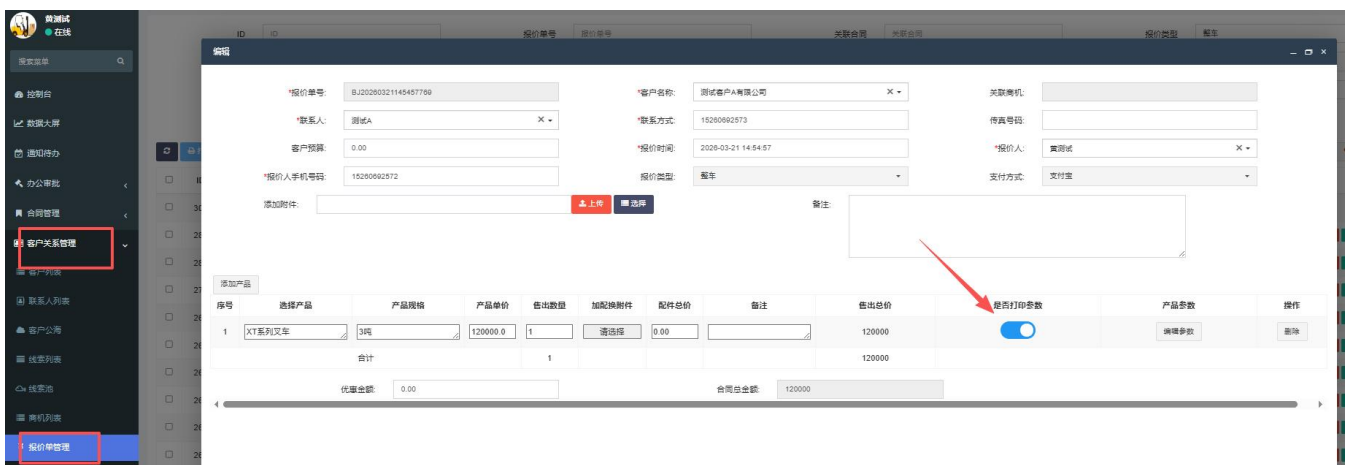 黄测试
在线
搜索菜单
控制台
数据大屏
通知待办
办公审批
合同管理
客户关系管理
客户列表
联系人列表
客户公海
线索列表
线索池
商机列表
报价单管理
ID ID 报价单号 报价单号 关联合同 关联合同 报价类型 整车
编辑
*报价单号: BJ20260321145457769 *客户名称: 测试客户A有限公司 关联商机:
*联系人: 测试A *联系方式: 15260692573 传真号码:
客户预算: 0.00 *报价时间: 2026-03-21 14:54:57 *报价人: 黄测试
*报价人手机号码: 15260692572 报价类型: 整车 支付方式: 支付宝
添加附件: 上传 选择 备注:
添加产品
序号 选择产品 产品规格 产品单价 售出数量 加配换附件 配件总价 备注 售出总价 是否打印参数 产品参数 操作
1 XT系列叉车 3吨 120000.0 1 请选择 0.00 120000 编辑参数 删除
合计 1 120000
优惠金额: 0.00 合同总金额: 120000